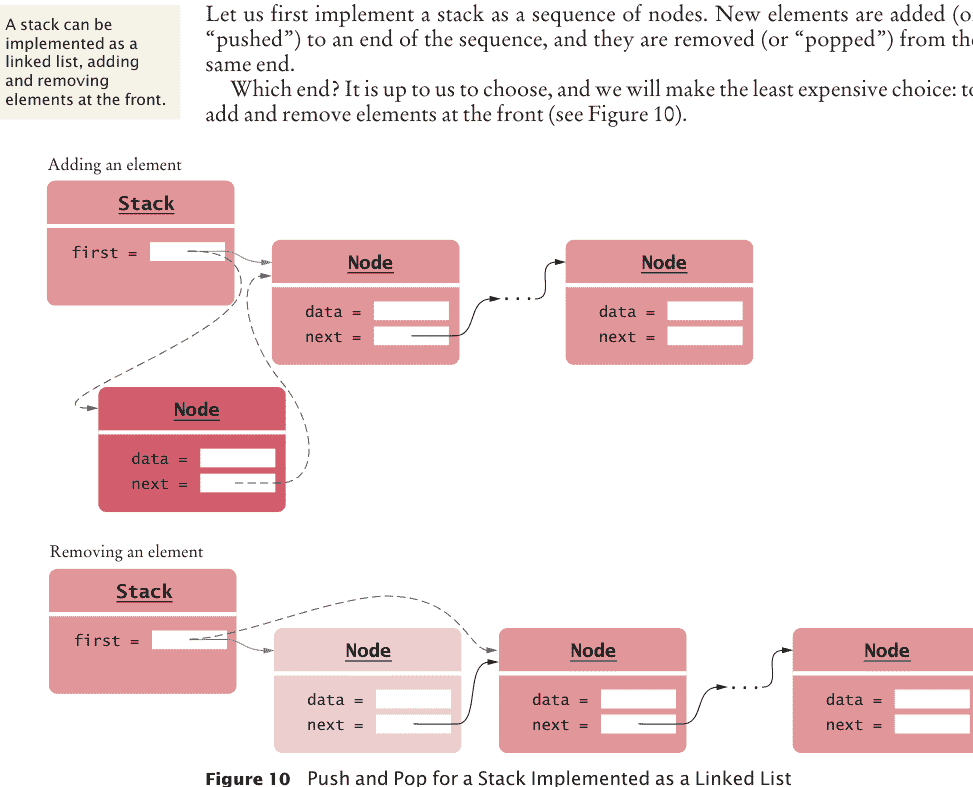 A stack can be
implemented as a
linked list, adding
and removing
elements at the front.
Let us first implement a stack as a sequence of nodes. New elements are added (or
“pushed”) to an end of the sequence, and they are removed (or “popped”) from the
same end.
Which end? It is up to us to choose, and we will make the least expensive choice: to
add and remove elements at the front (see Figure 10).
Adding an element
Stack
first =
Node
data =
next =
....
Node
data =
next =
Node
data =
next =
Removing an element
Stack
first =
Node
data =
next =
Node
data =
next =
....
Node
data =
next =
Figure 10 Push and Pop for a Stack Implemented as a Linked List